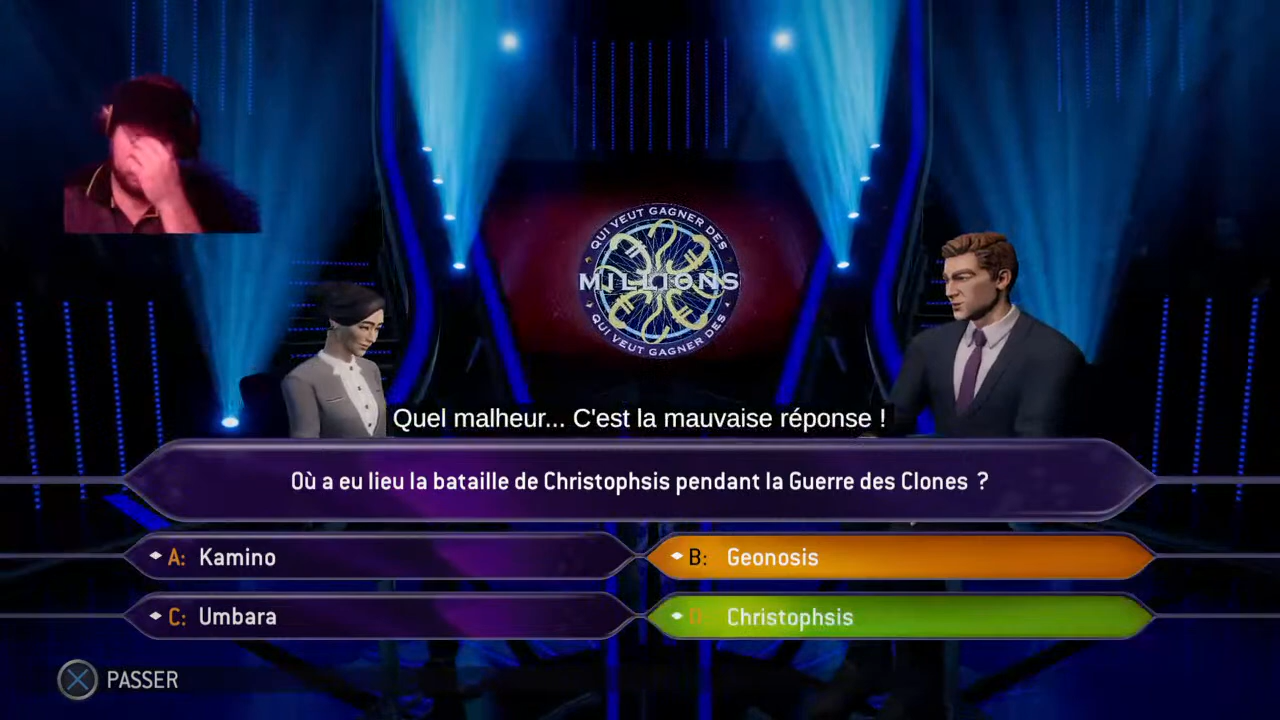 QUI VEUT GAGNER DES
MILLIONS
QUI VEUT GAGNER DES
Quel malheur... C'est la mauvaise réponse !
Où a eu lieu la bataille de Christophsis pendant la Guerre des Clones ?
A: Kamino
B: Geonosis
C: Umbara
D: Christophsis
PASSER